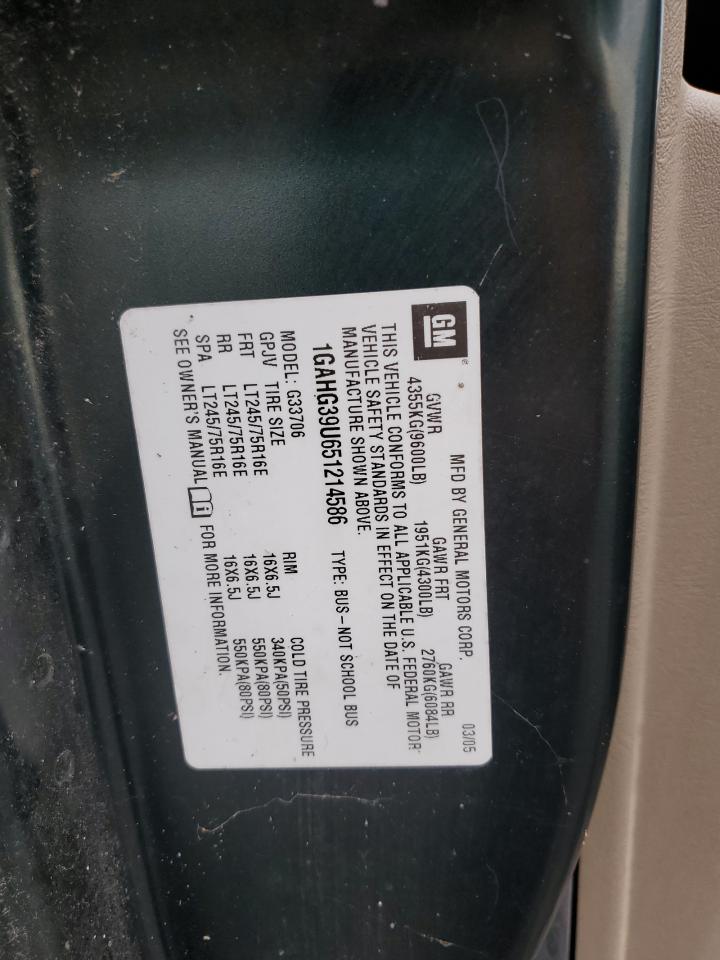 GM
MFD BY GENERAL MOTORS CORP. 03/05
GVWR GAWR FRT GAWR RR
4355KG(9600LB) 1951KG(4300LB) 2760KG(6084LB)
THIS VEHICLE CONFORMS TO ALL APPLICABLE U.S. FEDERAL MOTOR
VEHICLE SAFETY STANDARDS IN EFFECT ON THE DATE OF
MANUFACTURE SHOWN ABOVE.
1GAHG39U651214586 TYPE: BUS–NOT SCHOOL BUS
MODEL: G33706
GPJV TIRE SIZE RIM COLD TIRE PRESSURE
FRT LT245/75R16E 16X6.5J 340KPA(50PSI)
RR LT245/75R16E 16X6.5J 550KPA(80PSI)
SPA LT245/75R16E 16X6.5J 550KPA(80PSI)
SEE OWNER'S MANUAL i FOR MORE INFORMATION.